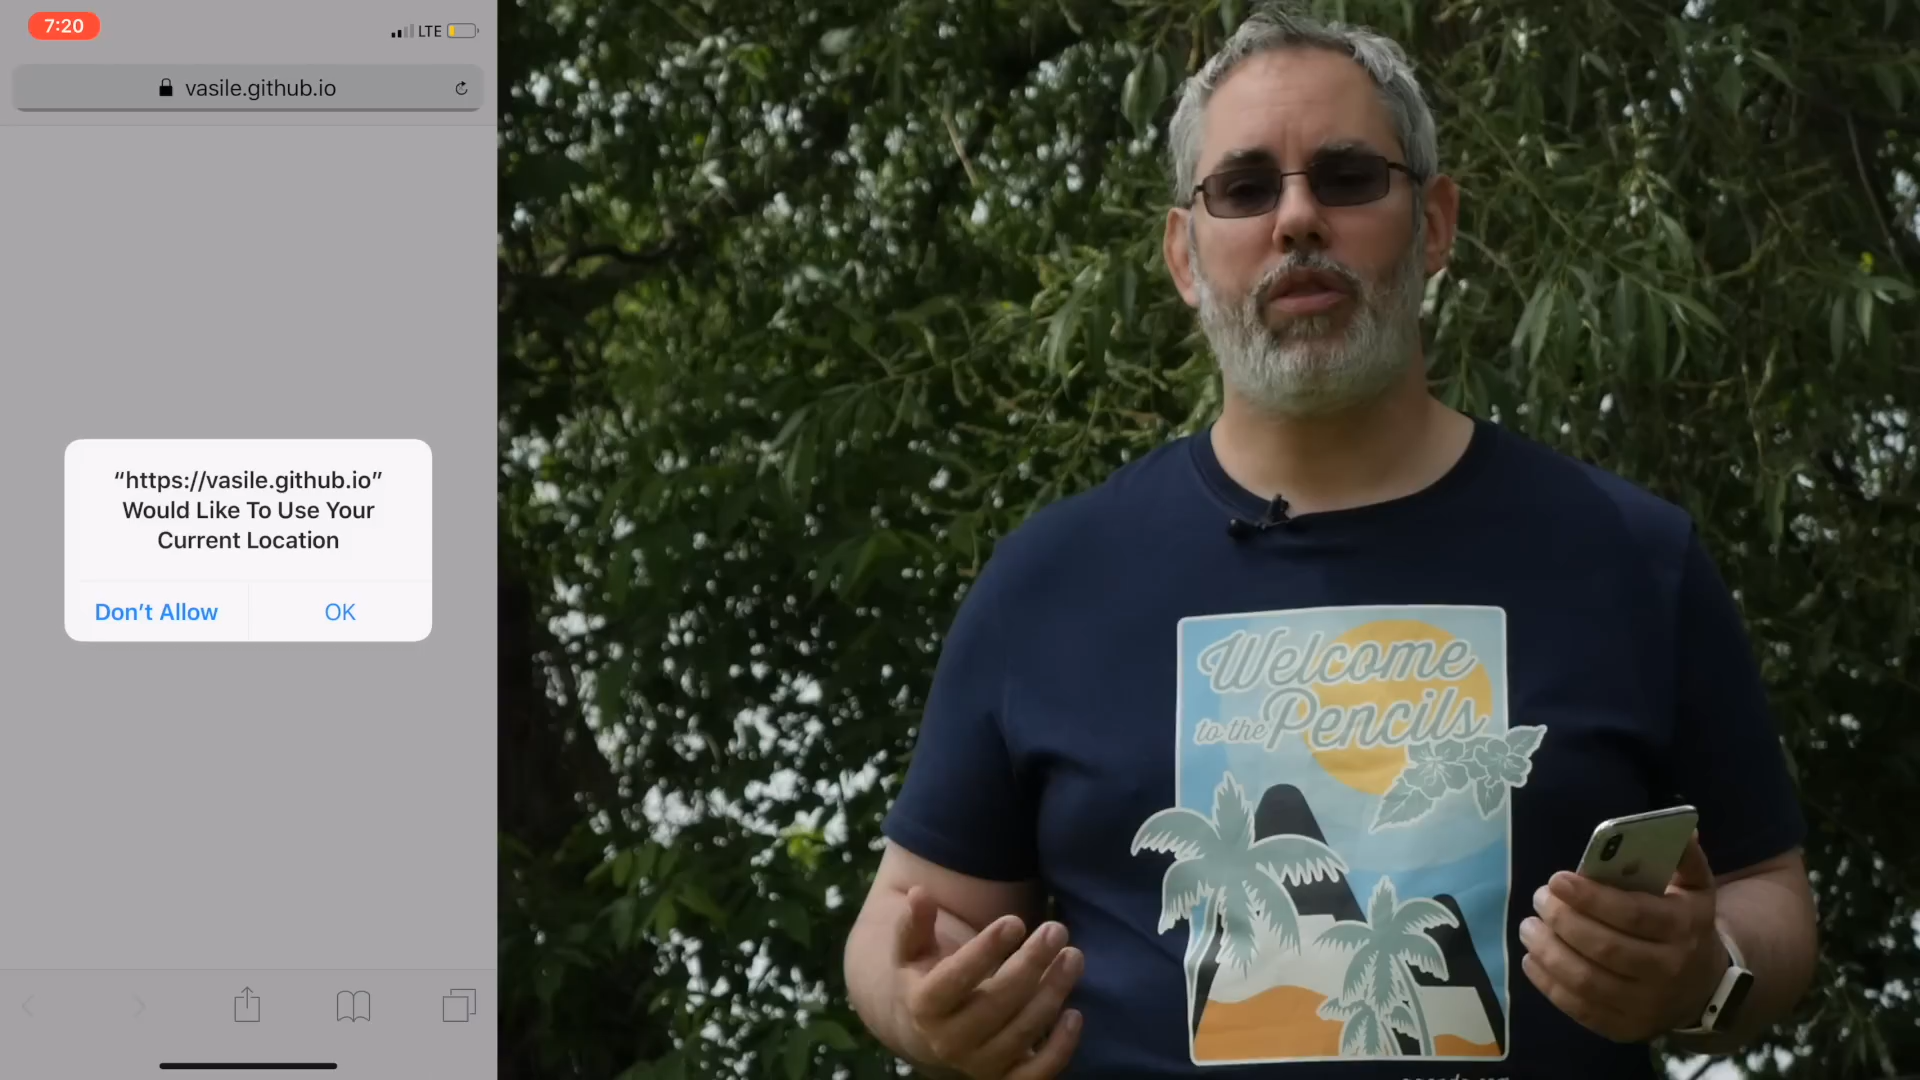 7:20
LTE
vasile.github.io
“https://vasile.github.io”
Would Like To Use Your
Current Location
Don’t Allow
OK
Welcome
to the Pencils